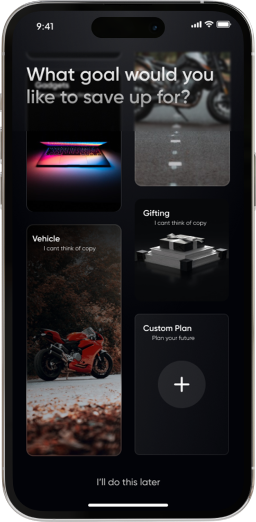 9:41
What goal would you
like to save up for?
Gadgets
Gifting
I cant think of copy
Vehicle
I cant think of copy
Custom Plan
Plan your future
I'll do this later